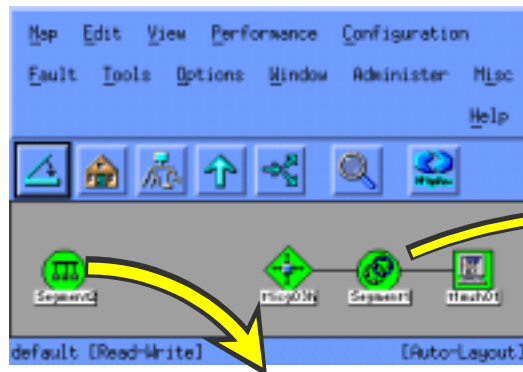 Map Edit View Performance Configuration
Fault Tools Options Window Administer Misc
Help
Segment2 Segment1
default [Read-Write] [Auto-Layout]